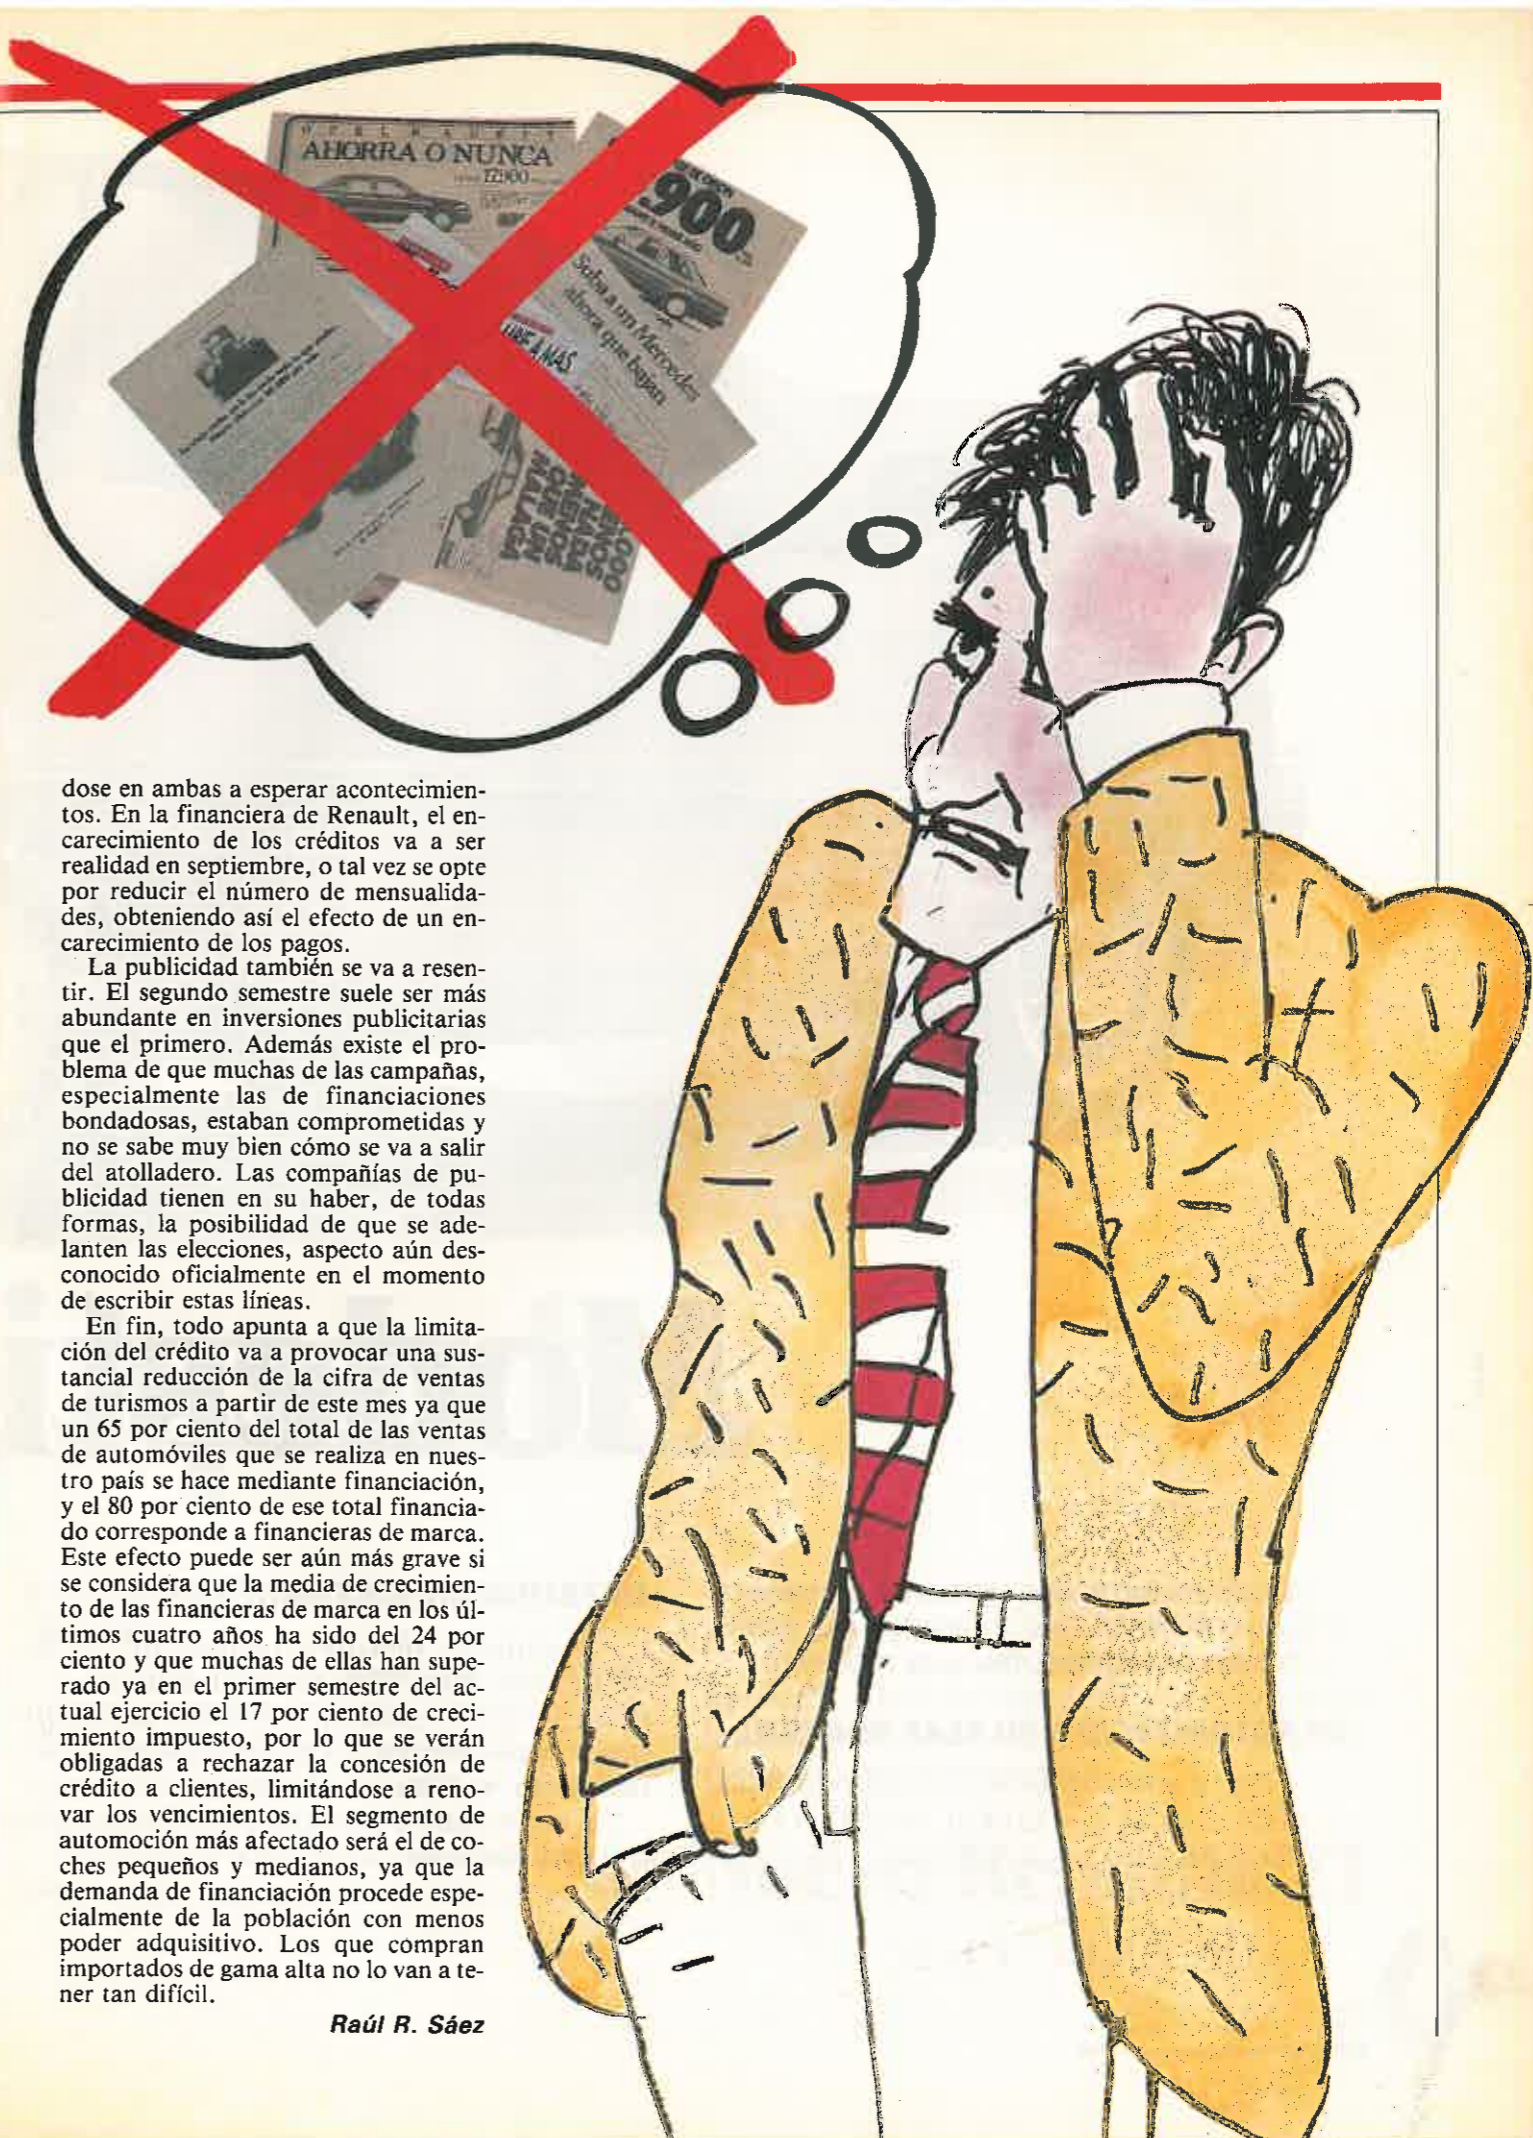 OPEL KADETT
AHORRA O NUNCA
17.900
900
Suba a un Mercedes
ahora que bajan
SUBE A MAS
MENOS
NADA
MENOS
QUE UN
MALAGA
dose en ambas a esperar acontecimien-
tos. En la financiera de Renault, el en-
carecimiento de los créditos va a ser
realidad en septiembre, o tal vez se opte
por reducir el número de mensualida-
des, obteniendo así el efecto de un en-
carecimiento de los pagos.
La publicidad también se va a resen-
tir. El segundo semestre suele ser más
abundante en inversiones publicitarias
que el primero. Además existe el pro-
blema de que muchas de las campañas,
especialmente las de financiaciones
bondadosas, estaban comprometidas y
no se sabe muy bien cómo se va a salir
del atolladero. Las compañías de pu-
blicidad tienen en su haber, de todas
formas, la posibilidad de que se ade-
lanten las elecciones, aspecto aún des-
conocido oficialmente en el momento
de escribir estas líneas.
En fin, todo apunta a que la limita-
ción del crédito va a provocar una sus-
tancial reducción de la cifra de ventas
de turismos a partir de este mes ya que
un 65 por ciento del total de las ventas
de automóviles que se realiza en nues-
tro país se hace mediante financiación,
y el 80 por ciento de ese total financia-
do corresponde a financieras de marca.
Este efecto puede ser aún más grave si
se considera que la media de crecimien-
to de las financieras de marca en los úl-
timos cuatro años ha sido del 24 por
ciento y que muchas de ellas han supe-
rado ya en el primer semestre del ac-
tual ejercicio el 17 por ciento de creci-
miento impuesto, por lo que se verán
obligadas a rechazar la concesión de
crédito a clientes, limitándose a reno-
var los vencimientos. El segmento de
automoción más afectado será el de co-
ches pequeños y medianos, ya que la
demanda de financiación procede espe-
cialmente de la población con menos
poder adquisitivo. Los que compran
importados de gama alta no lo van a te-
ner tan difícil.
Raúl R. Sáez